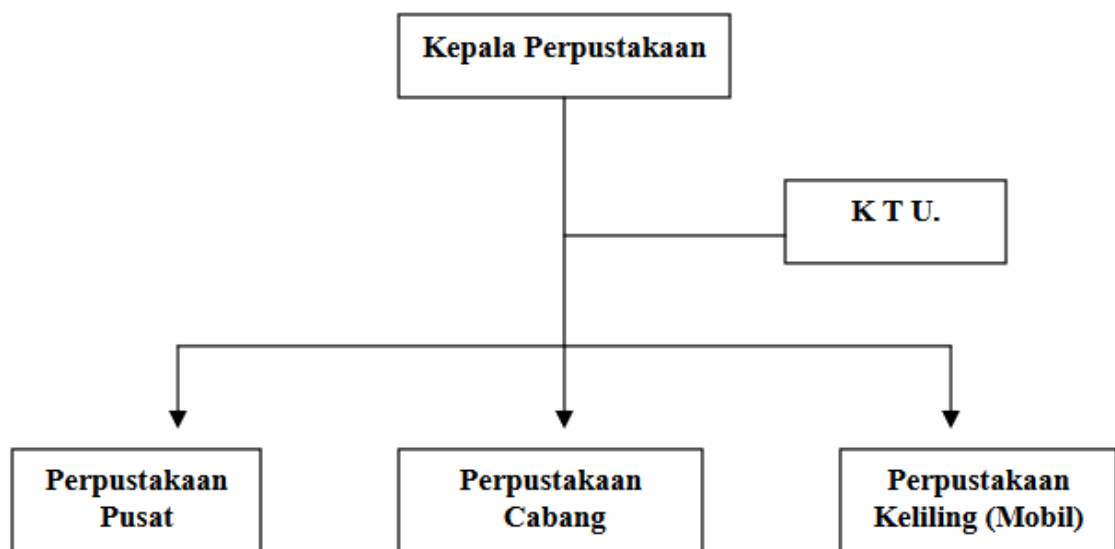 Kepala Perpustakaan
K T U.
Perpustakaan
Pusat
Perpustakaan
Cabang
Perpustakaan
Keliling (Mobil)